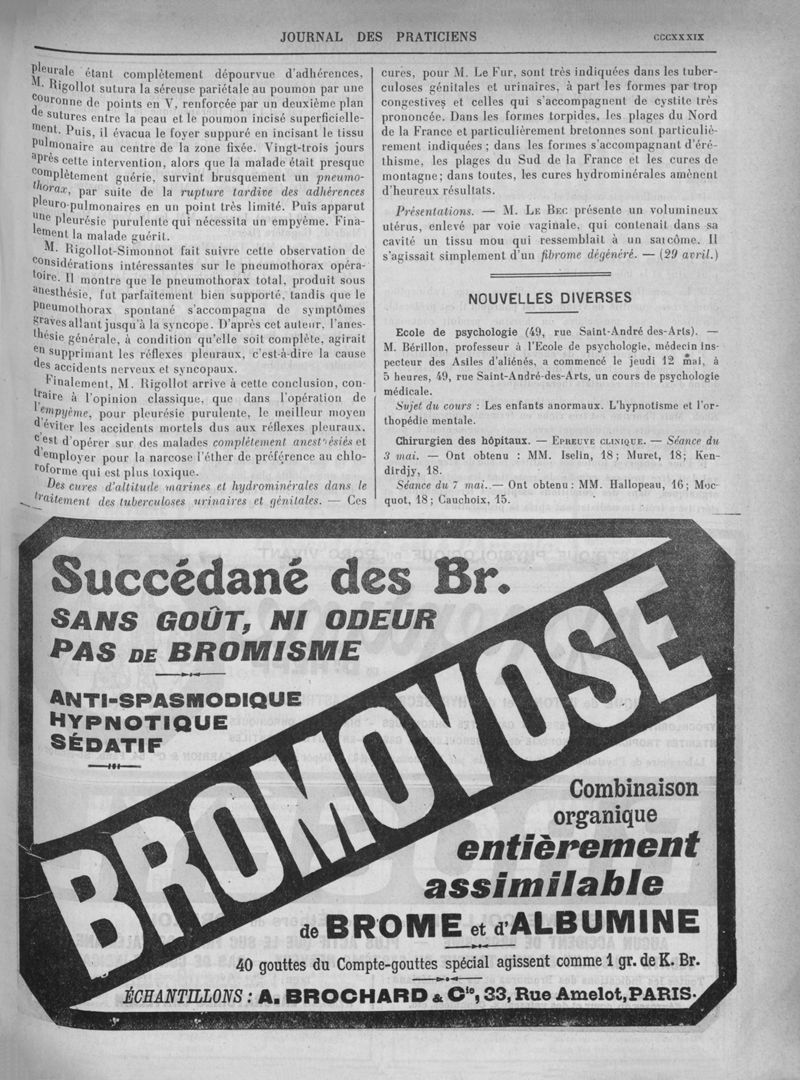 JOURNAL DES PRATICIENS
CCCXXXIX
pleurale étant complètement dépourvue d'adhérences,
M. Rigollot sutura la séreuse pariétale au poumon par une
couronne de points en V, renforcée par un deuxième plan
de sutures entre la peau et le poumon incisé superficielle-
ment. Puis, il évacua le foyer suppuré en incisant le tissu
pulmonaire au centre de la zone fixée. Vingt-trois jours
après cette intervention, alors que la malade était presque
complètement guérie, survint brusquement un pneumo-
thorax, par suite de la rupture tardive des adhérences
pleuro-pulmonaires en un point très limité. Puis apparut
une pleurésie purulente qui nécessita un empyème. Fina-
lement la malade guérit.
M. Rigollot-Simonnot fait suivre cette observation de
considérations intéressantes sur le pneumothorax opéra-
toire. Il montre que le pneumothorax total, produit sous
anesthésie, fut parfaitement bien supporté, tandis que le
pneumothorax spontané s'accompagna de symptômes
graves allant jusqu'à la syncope. D'après cet auteur, l'anes-
thésie générale, à condition qu'elle soit complète, agirait
en supprimant les réflexes pleuraux, c'est-à-dire la cause
des accidents nerveux et syncopaux.
Finalement, M. Rigollot arrive à cette conclusion, con-
traire à l'opinion classique, que dans l'opération de
l'empyème, pour pleurésie purulente, le meilleur moyen
d'éviter les accidents mortels dus aux réflexes pleuraux,
c'est d'opérer sur des malades complètement anesthésiés et
d'employer pour la narcose l'éther de préférence au chlo-
roforme qui est plus toxique.
Des cures d'altitude marines et hydrominérales dans le
traitement des tuberculoses urinaires et génitales. — Ces
cures, pour M. Le Fur, sont très indiquées dans les tuber-
culoses génitales et urinaires, à part les formes par trop
congestives et celles qui s'accompagnent de cystite très
prononcée. Dans les formes torpides, les plages du Nord
de la France et particulièrement bretonnes sont particuliè-
rement indiquées ; dans les formes s'accompagnant d'éré-
thisme, les plages du Sud de la France et les cures de
montagne; dans toutes, les cures hydrominérales amènent
d'heureux résultats.
Présentations. — M. LE BEC présente un volumineux
utérus, enlevé par voie vaginale, qui contenait dans sa
cavité un tissu mou qui ressemblait à un sarcôme. Il
s'agissait simplement d'un fibrome dégénéré. — (29 avril.)
NOUVELLES DIVERSES
Ecole de psychologie (49, rue Saint-André des-Arts). —
M. Bérillon, professeur à l'Ecole de psychologie, médecin ins-
pecteur des Asiles d'aliénés, a commencé le jeudi 12 mai, à
5 heures, 49, rue Saint-André-des-Arts, un cours de psychologie
médicale.
Sujet du cours : Les enfants anormaux. L'hypnotisme et l'or-
thopédie mentale.
Chirurgien des hôpitaux. — EPREUVE CLINIQUE. — Séance du
3 mai. — Ont obtenu : MM. Iselin, 18; Muret, 18; Ken-
dirdjy, 18.
Séance du 7 mai..— Ont obtenu : MM. Hallopeau, 16; Moc-
quot, 18; Cauchoix, 15.
Succédané des Br.
SANS GOÛT, NI ODEUR
PAS DE BROMISME
ANTI-SPASMODIQUE
HYPNOTIQUE
SÉDATIF
BROMOVOSE
Combinaison
organique
entièrement
assimilable
de BROME et d'ALBUMINE
40 gouttes du Compte-gouttes spécial agissent comme 1 gr. de K. Br.
ÉCHANTILLONS : A. BROCHARD & Cie, 33, Rue Amelot, PARIS.